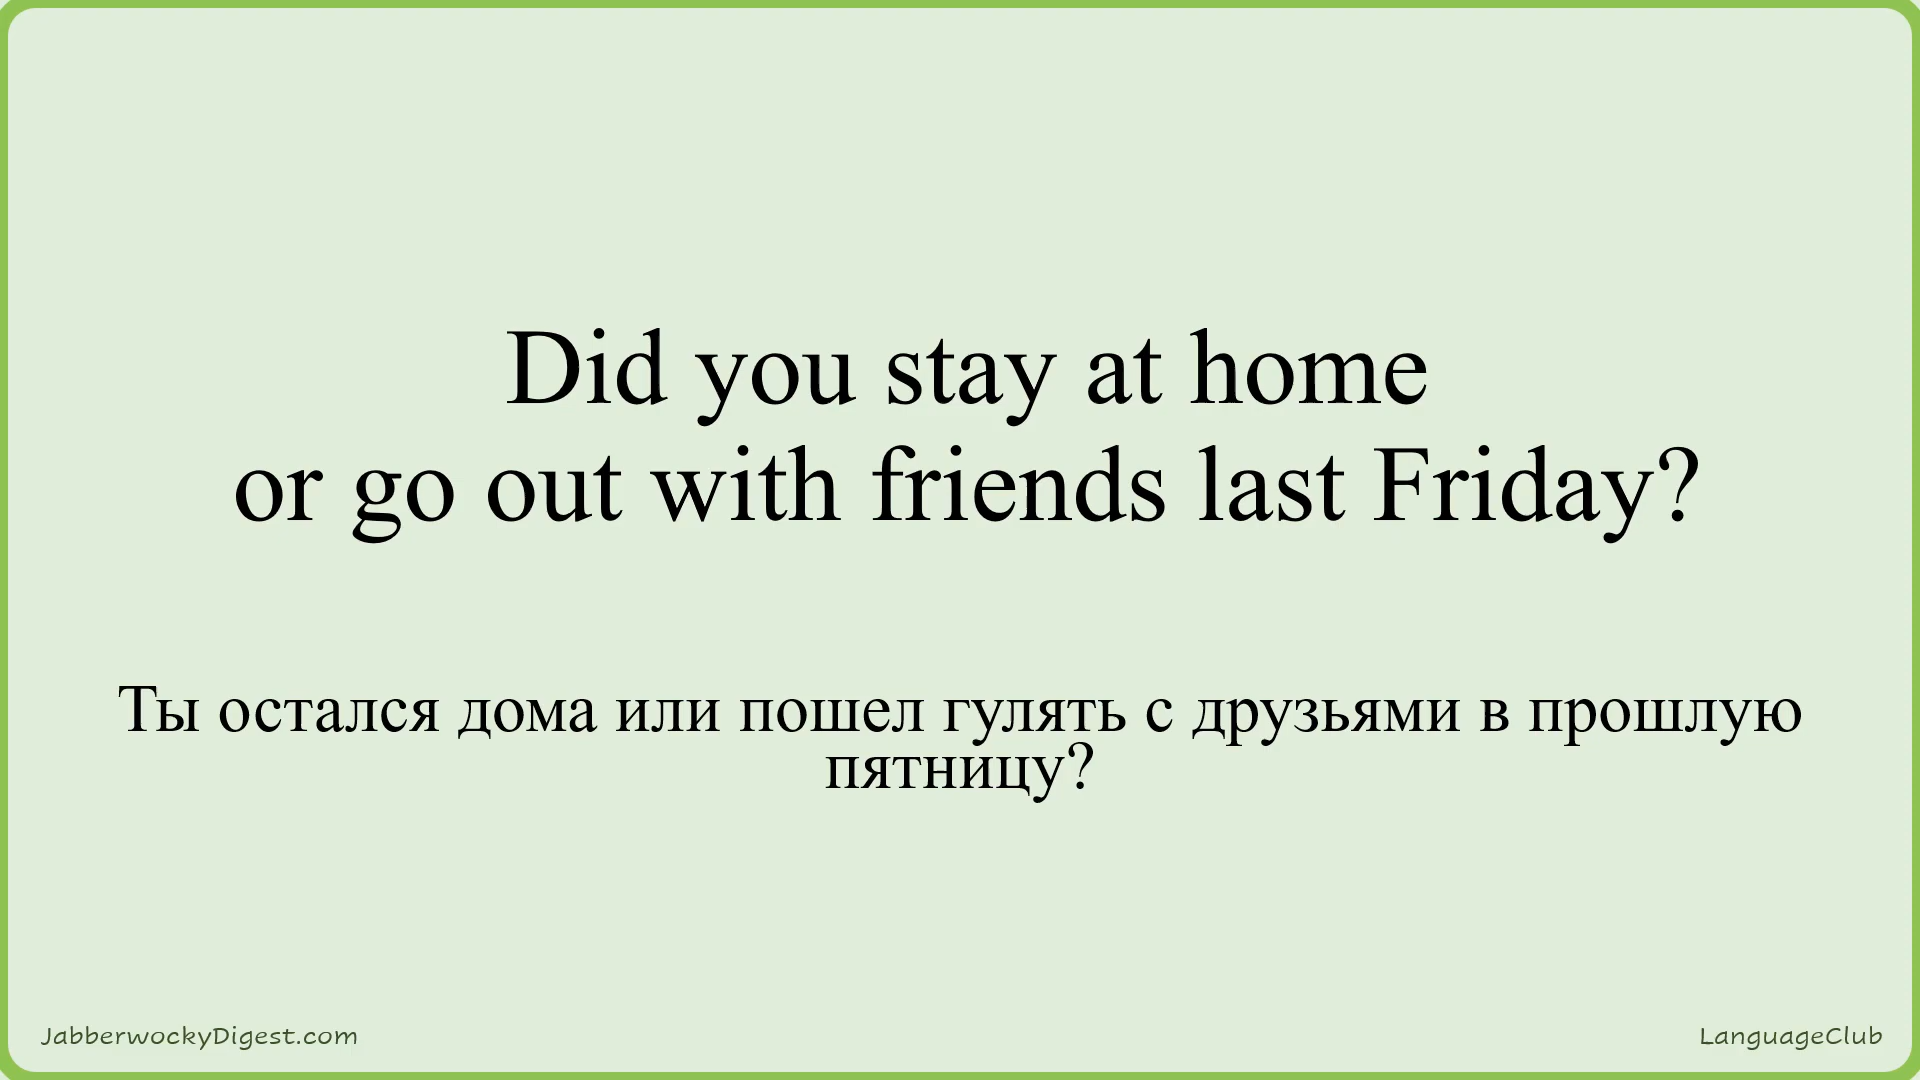 Did you stay at home
or go out with friends last Friday?
Ты остался дома или пошел гулять с друзьями в прошлую
пятницу?
JabberwockyDigest.com
LanguageClub